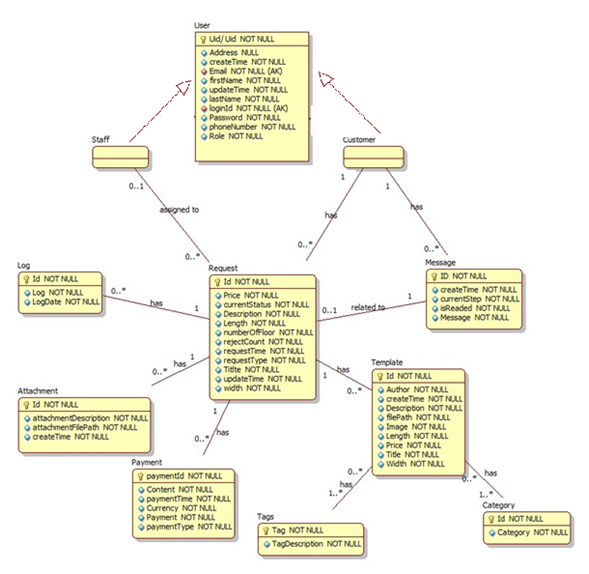 User
Uid/Uid NOT NULL
Address NULL
createTime NOT NULL
Email NOT NULL (AK)
firstName NOT NULL
updateTime NOT NULL
lastName NOT NULL
loginId NOT NULL (AK)
Password NOT NULL
phoneNumber NOT NULL
Role NOT NULL
Staff
Customer
0..1
1
1
assigned to
has
has
0..*
0..*
0..*
Log
Id NOT NULL
Log NOT NULL
LogDate NOT NULL
0..*
has
1
Request
Id NOT NULL
Price NOT NULL
currentStatus NOT NULL
Description NOT NULL
Length NOT NULL
numberOfFloor NOT NULL
rejectCount NOT NULL
requestTime NOT NULL
requestType NOT NULL
Titlte NOT NULL
updateTime NOT NULL
width NOT NULL
Message
ID NOT NULL
createTime NOT NULL
currentStep NOT NULL
isReaded NOT NULL
Message NOT NULL
0..1
related to
1
1
has
0..*
Attachment
Id NOT NULL
attachmentDescription NOT NULL
attachmentFilePath NOT NULL
createTime NOT NULL
1
has
0..*
Template
Id NOT NULL
Author NOT NULL
createTime NOT NULL
Description NOT NULL
filePath NOT NULL
Image NOT NULL
Length NOT NULL
Price NOT NULL
Title NOT NULL
Width NOT NULL
1
has
0..*
Payment
paymentId NOT NULL
Content NOT NULL
paymentTime NOT NULL
Currency NOT NULL
Payment NOT NULL
paymentType NOT NULL
0..*
has
1..*
0..*
has
1..*
Tags
Tag NOT NULL
TagDescription NOT NULL
Category
Id NOT NULL
Category NOT NULL